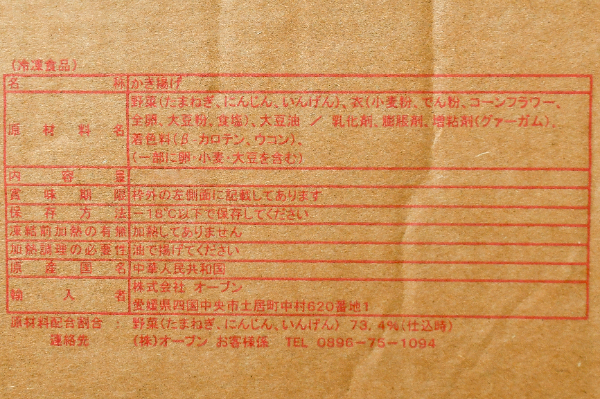 (冷凍食品)
名称 かき揚げ
原材料名 野菜(たまねぎ、にんじん、いんげん)、衣(小麦粉、でん粉、コーンフラワー、
全卵、大豆粉、食塩)、大豆油 / 乳化剤、膨脹剤、増粘剤(グァーガム)、
着色料(β-カロテン、ウコン)、
(一部に卵・小麦・大豆を含む)
内容量
賞味期限 枠外の左側面に記載してあります
保存方法 -18℃以下で保存してください
凍結前加熱の有無 加熱してありません
加熱調理の必要性 油で揚げてください
原産国名 中華人民共和国
輸入者 株式会社 オーブン
愛媛県四国中央市土居町中村620番地1
原材料配合割合: 野菜(たまねぎ、にんじん、いんげん) 73.4%(仕込時)
連絡先 (株)オーブン お客様係 TEL 0896-75-1094